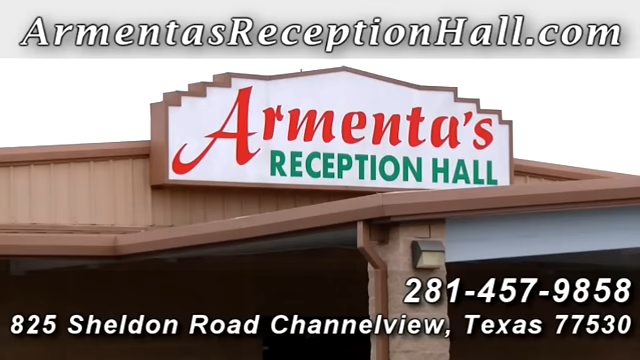 ArmentasReceptionHall.com
Armenta's
RECEPTION HALL
281-457-9858
825 Sheldon Road Channelview, Texas 77530